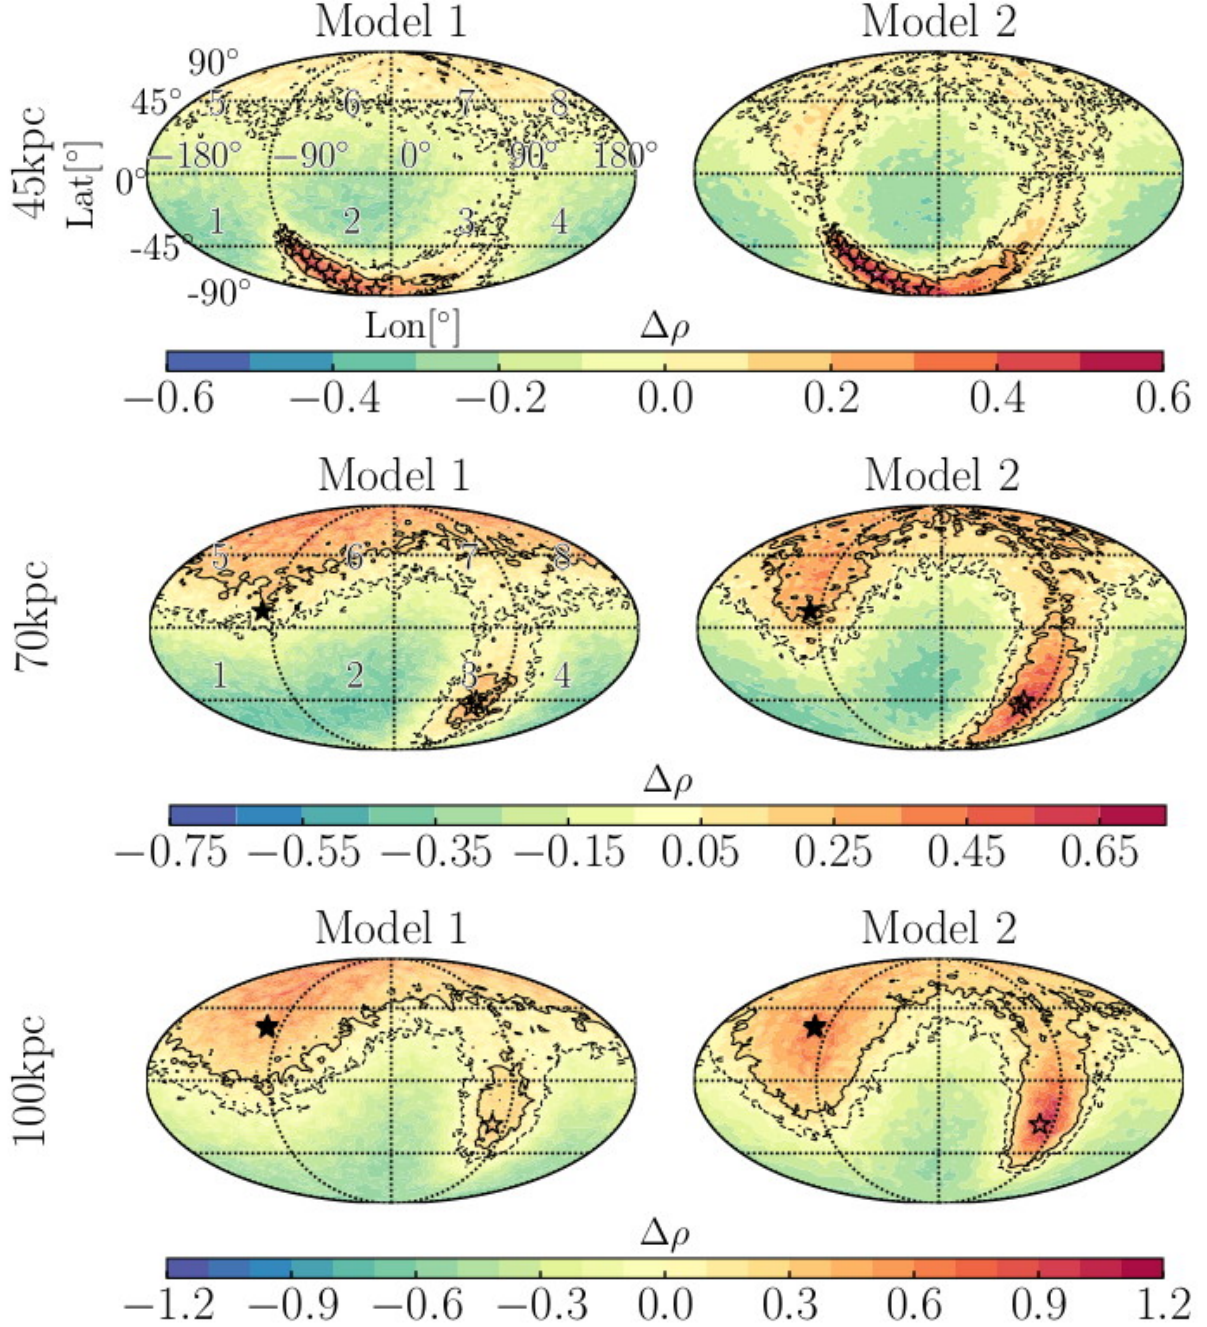 Model 1 Model 2
45kpc
Lat[°]
90°
45° 5 6 7 8
−180° −90° 0° 90° 180°
0°
1 2 3 4
-45°
-90°
Lon[°] Δρ
−0.6 −0.4 −0.2 0.0 0.2 0.4 0.6
Model 1 Model 2
70kpc
5 6 7 8
1 2 3 4
Δρ
−0.75 −0.55 −0.35 −0.15 0.05 0.25 0.45 0.65
Model 1 Model 2
100kpc
Δρ
−1.2 −0.9 −0.6 −0.3 0.0 0.3 0.6 0.9 1.2